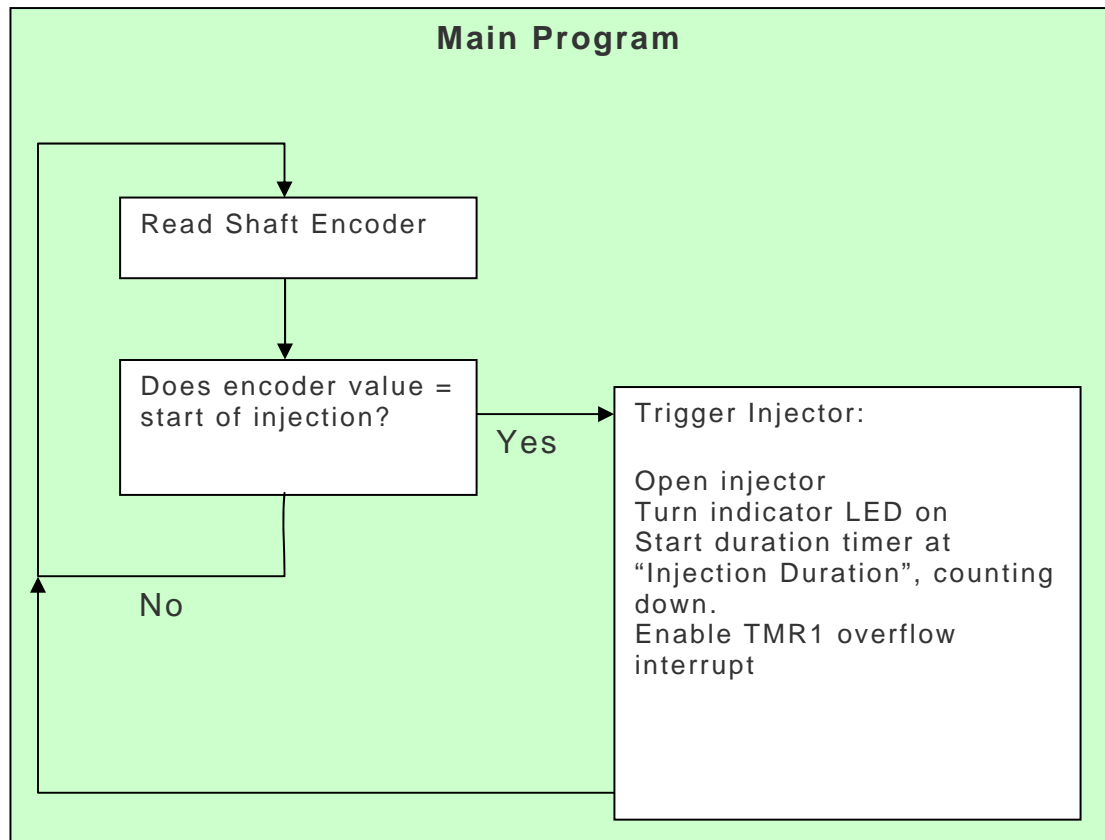 Main Program
Read Shaft Encoder
Does encoder value =
start of injection?
Yes
Trigger Injector:
Open injector
Turn indicator LED on
Start duration timer at
“Injection Duration”, counting
down.
Enable TMR1 overflow
interrupt
No